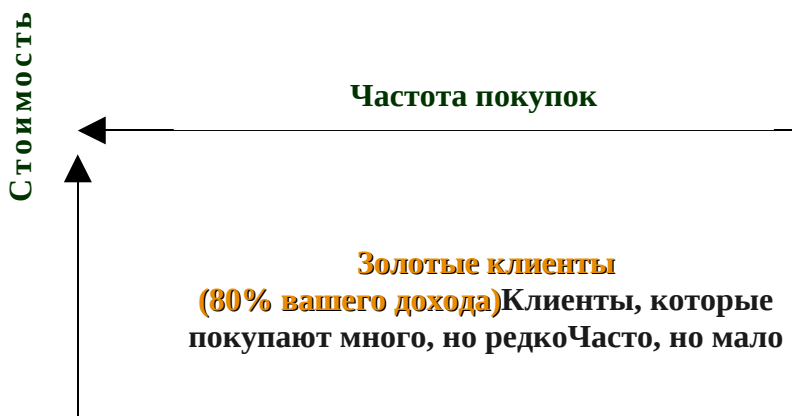 Стоимость
Частота покупок
Золотые клиенты
(80% вашего дохода)Клиенты, которые
покупают много, но редкоЧасто, но мало